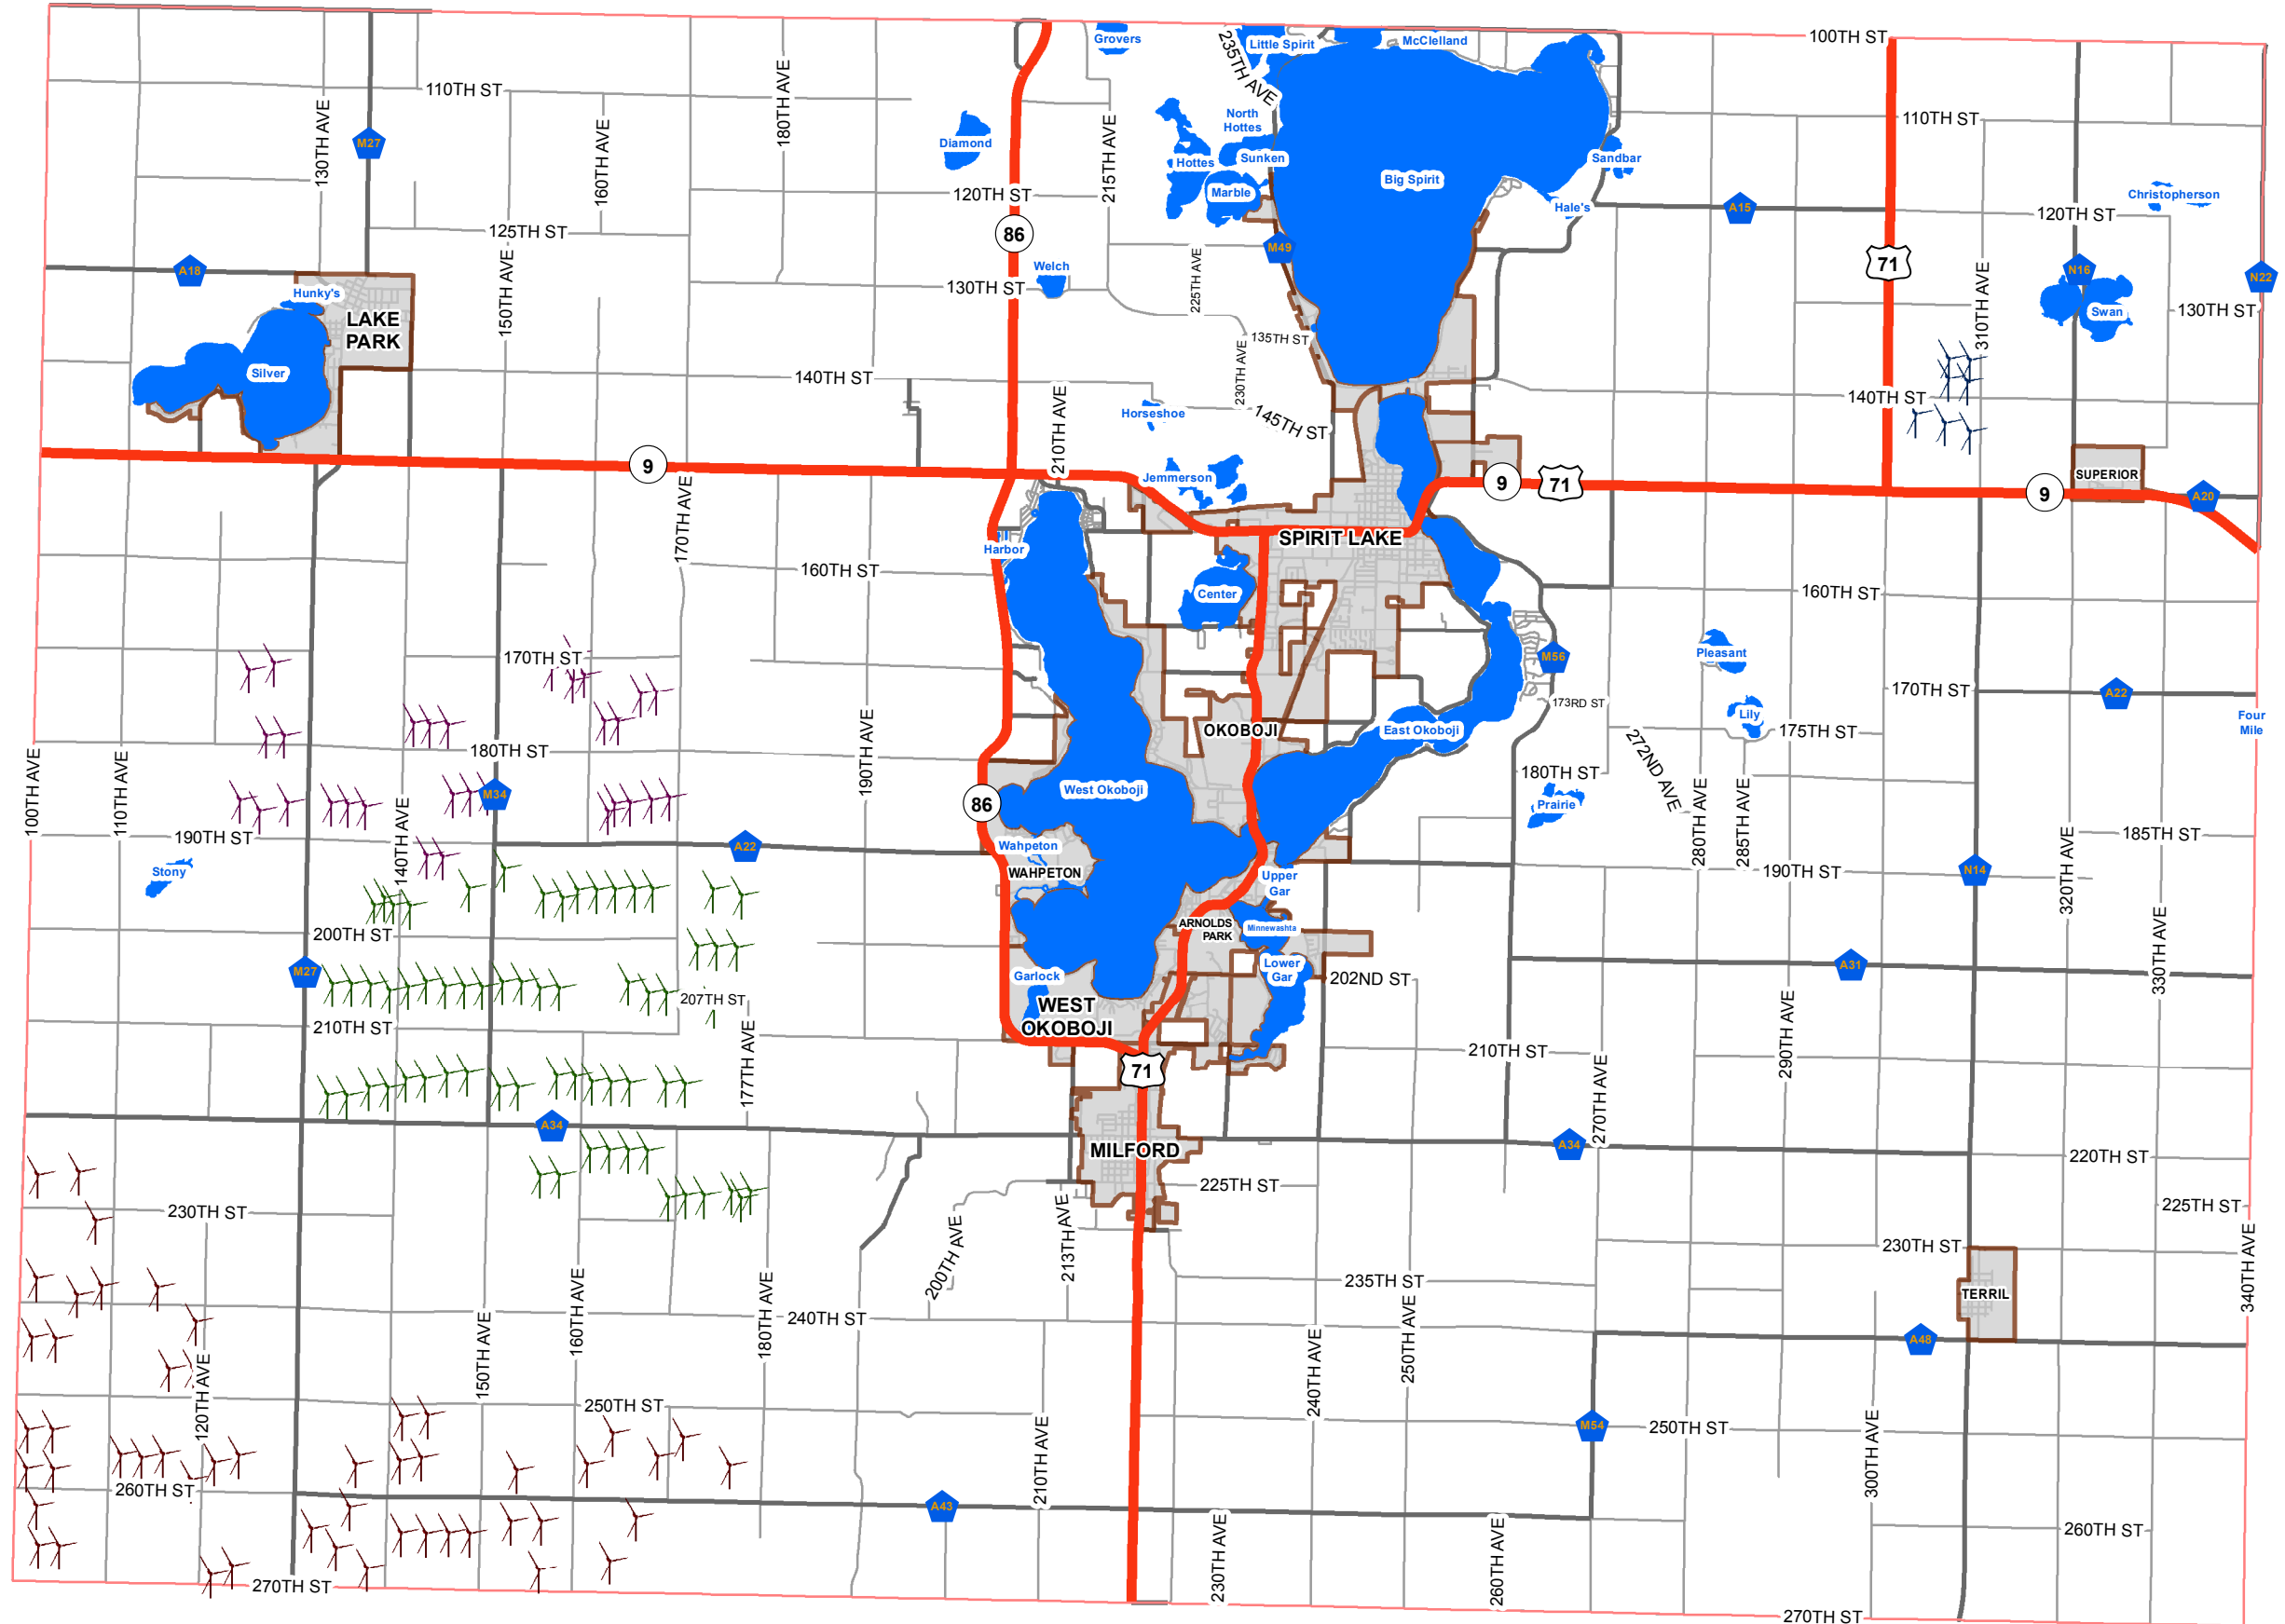 Grovers
Little Spirit
McClelland
100TH ST
235TH AVE
110TH ST
130TH AVE
M27
160TH AVE
180TH AVE
Diamond
215TH AVE
North
Hottes
Hottes
Sunken
Marble
Big Spirit
Sandbar
Hale's
110TH ST
120TH ST
A15
120TH ST
Christopherson
125TH ST
86
M49
225TH AVE
71
310TH AVE
N16
N22
A18
Hunky's
150TH AVE
Welch
130TH ST
Swan
130TH ST
LAKE
PARK
135TH ST
230TH AVE
Silver
140TH ST
140TH ST
Horseshoe
145TH ST
210TH AVE
9
Jemmerson
9
71
9
SUPERIOR
A20
170TH AVE
SPIRIT LAKE
Harbor
160TH ST
Center
160TH ST
170TH ST
M56
Pleasant
170TH ST
A22
173RD ST
Lily
Four
Mile
OKOBOJI
East Okoboji
175TH ST
272ND AVE
100TH AVE
110TH AVE
180TH ST
190TH AVE
180TH ST
M34
West Okoboji
86
Prairie
280TH AVE
285TH AVE
140TH AVE
190TH ST
A22
Wahpeton
WAHPETON
185TH ST
Stony
Upper
Gar
190TH ST
N14
320TH AVE
200TH ST
ARNOLDS
PARK
Minnewashta
330TH AVE
M27
Garlock
Lower
Gar
202ND ST
A31
207TH ST
WEST
OKOBOJI
210TH ST
290TH AVE
177TH AVE
71
210TH ST
270TH AVE
A34
A34
MILFORD
220TH ST
225TH ST
225TH ST
230TH ST
200TH AVE
213TH AVE
230TH ST
340TH AVE
235TH ST
TERRIL
150TH AVE
160TH AVE
180TH AVE
240TH ST
240TH AVE
250TH AVE
A48
120TH AVE
250TH ST
210TH AVE
M54
250TH ST
300TH AVE
260TH ST
A43
230TH AVE
260TH AVE
260TH ST
270TH ST
270TH ST